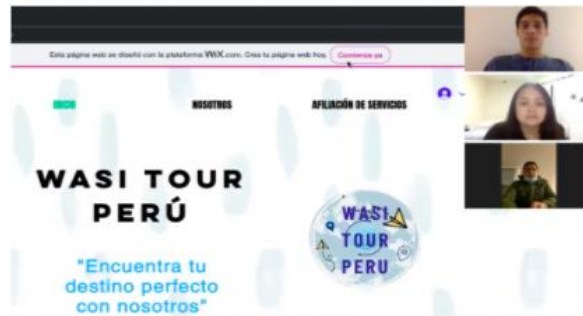 Esta página web se diseñó con la plataforma WiX.com. Crea tu página web hoy. Comienza ya
INICIO
NOSOTROS
AFILIACIÓN DE SERVICIOS
WASI TOUR
PERÚ
WASI
TOUR
PERU
"Encuentra tu
destino perfecto
con nosotros"